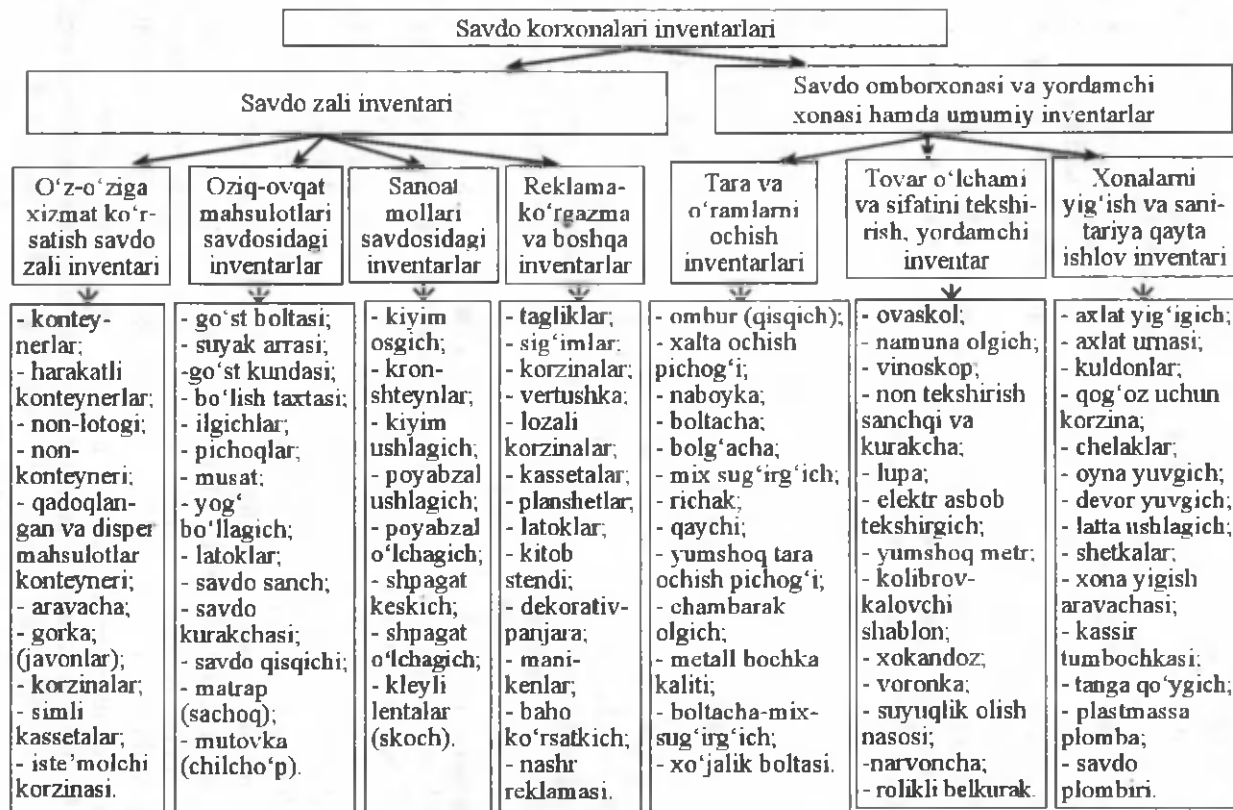 Savdo korxonalari inventarlari
Savdo zali inventari
Savdo omborxonasi va yordamchi
xonasi hamda umumiy inventarlar
O‘z-o‘ziga
xizmat ko‘r-
satish savdo
zali inventari
Oziq-ovqat
mahsulotlari
savdosidagi
inventarlar
Sanoat
mollari
savdosidagi
inventarlar
Reklama-
ko‘rgazma
va boshqa
inventarlar
Tara va
o‘ramlarni
ochish
inventarlari
Tovar o‘lchami
va sifatini tekshi-
rish, yordamchi
inventar
Xonalarni
yig‘ish va sani-
tariya qayta
ishlov inventari
- kontey-
nerlar;
- harakatli
konteynerlar;
- non-lotogi;
- non-
konteyneri;
- qadoqlan-
gan va disper
mahsulotlar
konteyneri;
- aravacha;
- gorka;
(javonlar);
- korzinalar;
- simli
kassetalar;
- iste’molchi
korzinasi.
- go‘st boltasi;
- suyak arrasi;
-go‘st kundasi;
- bo‘lish taxtasi;
- ilgichlar;
- pichoqlar;
- musat;
- yog‘
bo‘llagich;
- latoklar;
- savdo sanch;
- savdo
kurakchasi;
- savdo qisqichi;
- matrap
(sachoq);
- mutovka
(chilcho‘p).
- kiyim
osgich;
- kron-
shteynlar;
- kiyim
ushlagich;
- poyabzal
ushlagich;
- poyabzal
o‘lchagich;
- shpagat
keskich;
- shpagat
o‘lchagich;
- kleyli
lentalar
(skoch).
- tagliklar;
- sig‘imlar;
- korzinalar;
- vertushka;
- lozali
korzinalar;
- kassetalar;
- planshetlar;
- latoklar;
- kitob
stendi;
- dekorativ-
panjara;
- mani-
kenlar;
- baho
ko‘rsatkich;
- nashr
reklamasi.
- ombur (qisqich);
- xalta ochish
pichog‘i;
- naboyka;
- boltacha;
- bolg‘acha;
- mix sug‘irg‘ich;
- richak;
- qaychi;
- yumshoq tara
ochish pichog‘i;
- chambarak
olgich;
- metall bochka
kaliti;
- boltacha-mix-
sug‘irg‘ich;
- xo‘jalik boltasi.
- ovaskol;
- namuna olgich;
- vinoskop;
- non tekshirish
sanchqi va
kurakcha;
- lupa;
- elektr asbob
tekshirgich;
- yumshoq metr;
- kolibrov-
kalovchi
shablon;
- xokandoz;
- voronka;
- suyuqlik olish
nasosi;
-narvoncha;
- rolikli belkurak.
- axlat yig‘igich;
- axlat urnasi;
- kuldonlar;
- qog‘oz uchun
korzina;
- chelaklar;
- oyna yuvgich;
- devor yuvgich;
- latta ushlagich;
- shetkalar;
- xona yigish
aravachasi;
- kassir
tumbochkasi;
- tanga qo‘ygich;
- plastmassa
plomba;
- savdo
plombiri.